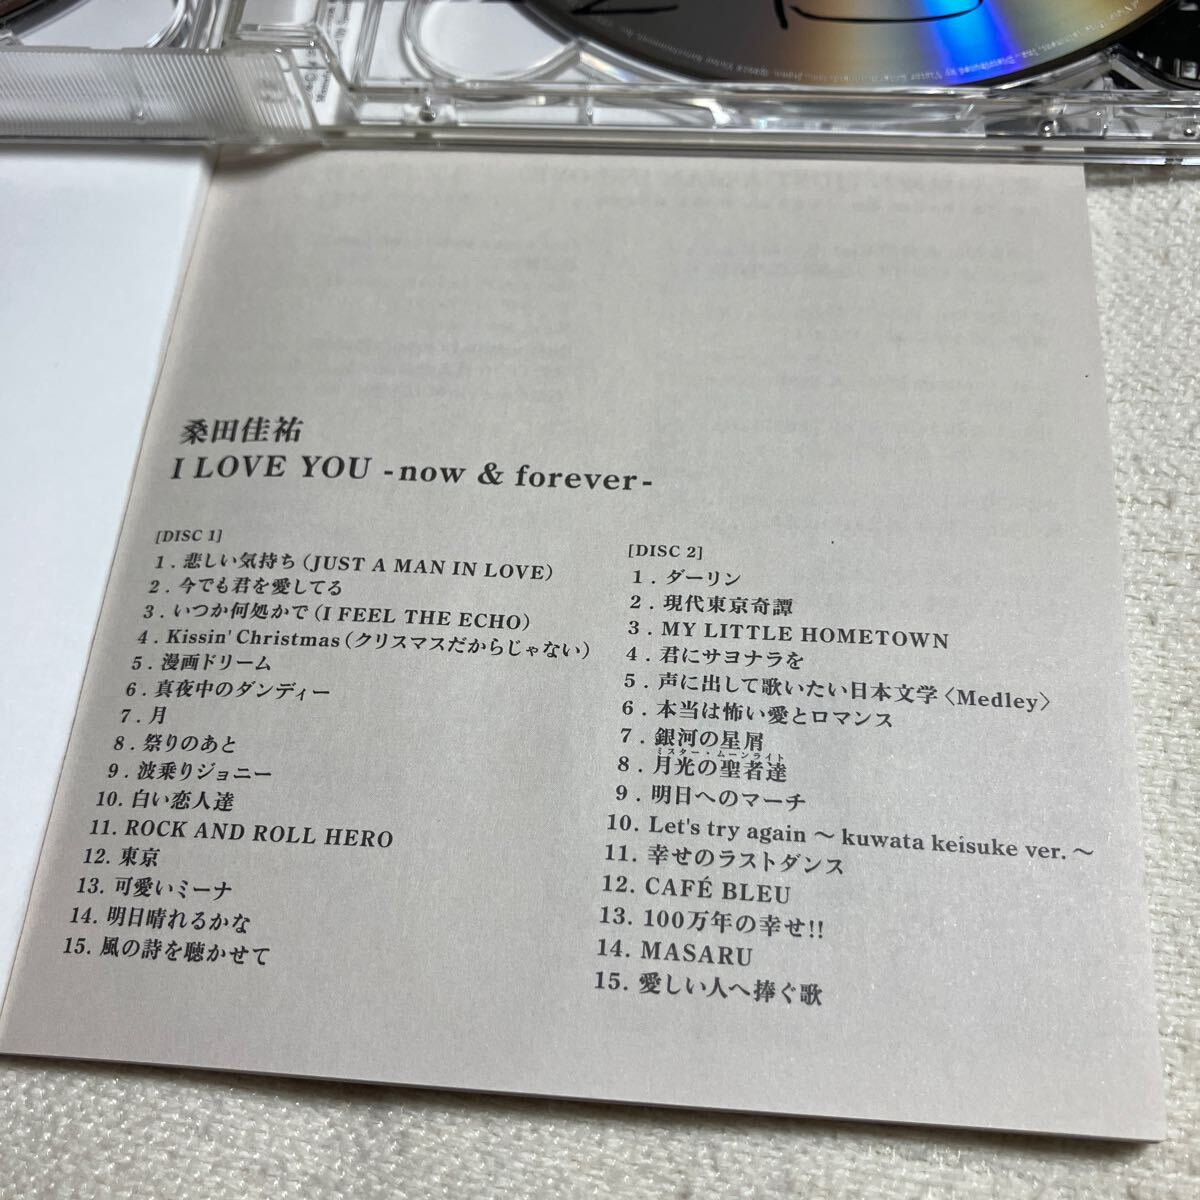 桑田佳祐
I LOVE YOU -now & forever-
[DISC 1]
1. 悲しい気持ち(JUST A MAN IN LOVE)
2. 今でも君を愛してる
3. いつか何処かで(I FEEL THE ECHO)
4. Kissin' Christmas(クリスマスだからじゃない)
5. 漫画ドリーム
6. 真夜中のダンディー
7. 月
8. 祭りのあと
9. 波乗りジョニー
10. 白い恋人達
11. ROCK AND ROLL HERO
12. 東京
13. 可愛いミーナ
14. 明日晴れるかな
15. 風の詩を聴かせて
[DISC 2]
1. ダーリン
2. 現代東京奇譚
3. MY LITTLE HOMETOWN
4. 君にサヨナラを
5. 声に出して歌いたい日本文学〈Medley〉
6. 本当は怖い愛とロマンス
7. 銀河の星屑
ミスター・ムーンライト
8. 月光の聖者達
9. 明日へのマーチ
10. Let's try again ～ kuwata keisuke ver. ～
11. 幸せのラストダンス
12. CAFÉ BLEU
13. 100万年の幸せ!!
14. MASARU
15. 愛しい人へ捧ぐ歌